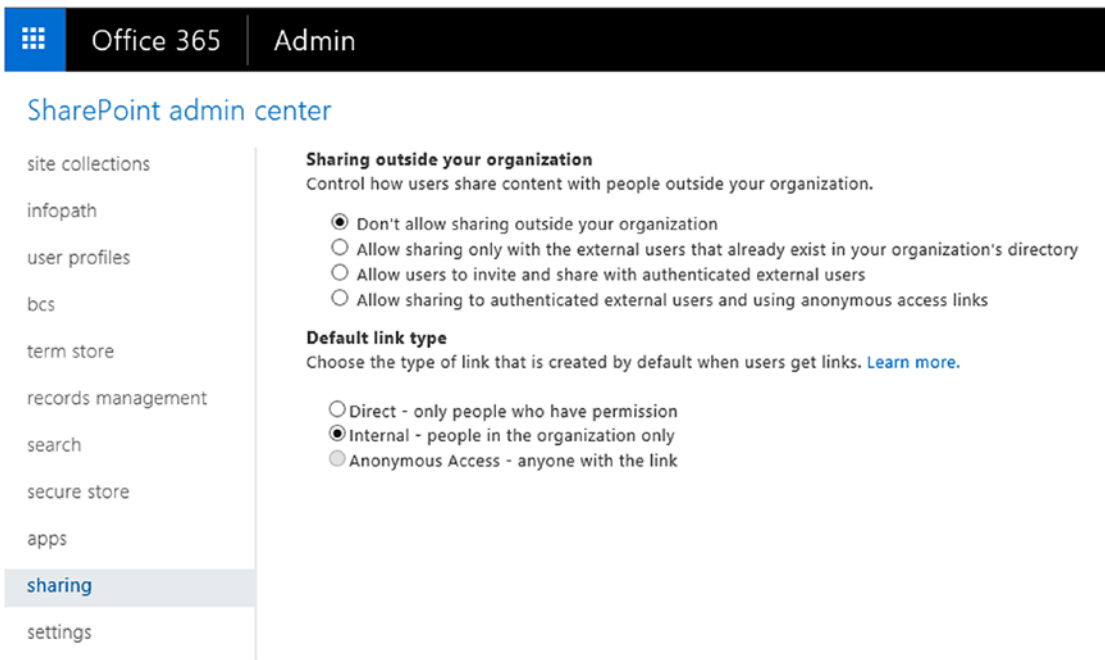 Office 365
Admin
SharePoint admin center
site collections
infopath
user profiles
bcs
term store
records management
search
secure store
apps
sharing
settings
Sharing outside your organization
Control how users share content with people outside your organization.
Don't allow sharing outside your organization
Allow sharing only with the external users that already exist in your organization's directory
Allow users to invite and share with authenticated external users
Allow sharing to authenticated external users and using anonymous access links
Default link type
Choose the type of link that is created by default when users get links. Learn more.
Direct - only people who have permission
Internal - people in the organization only
Anonymous Access - anyone with the link